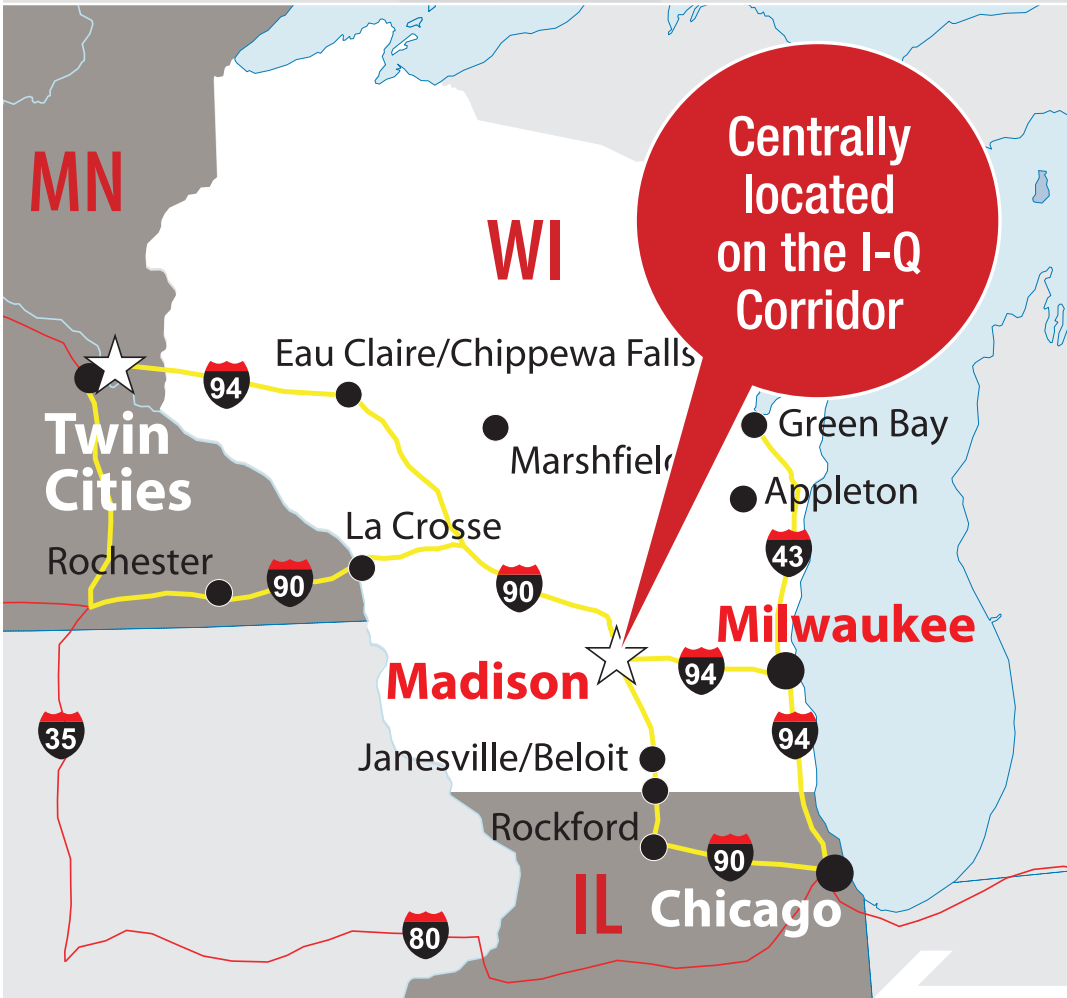 Centrally
located
on the I-Q
Corridor
MN
WI
Eau Claire/Chippewa Falls
94
Green Bay
Twin
Cities
Marshfield
Appleton
La Crosse
43
Rochester
90
90
Milwaukee
Madison
94
35
94
Janesville/Beloit
Rockford
90
IL
Chicago
80